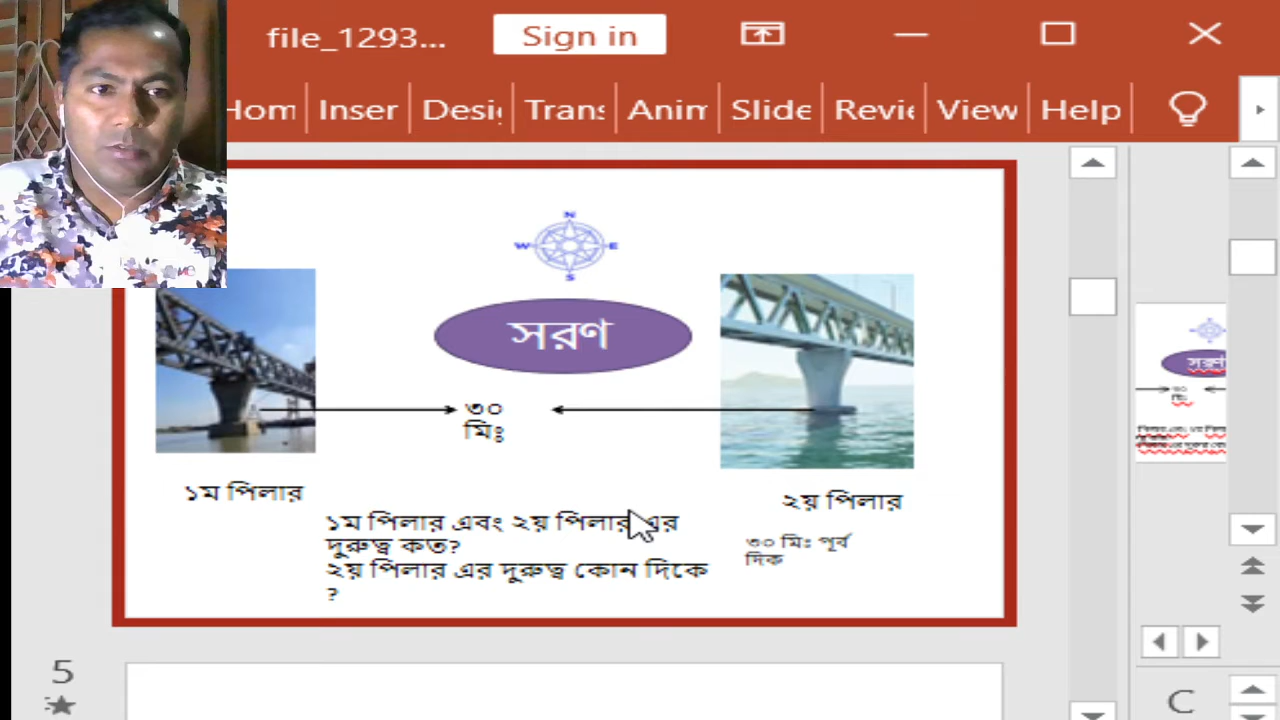 file_1293...
Sign in
Hom
Inser
Desi
Trans
Anim
Slide
Revie
View
Help
N
W E
S
সরণ
৩০
মিঃ
১ম পিলার
২য় পিলার
১ম পিলার এবং ২য় পিলার এর
দুরুত্ব কত?
২য় পিলার এর দুরুত্ব কোন দিকে
?
৩০ মিঃ পূর্ব
দিক
5
C